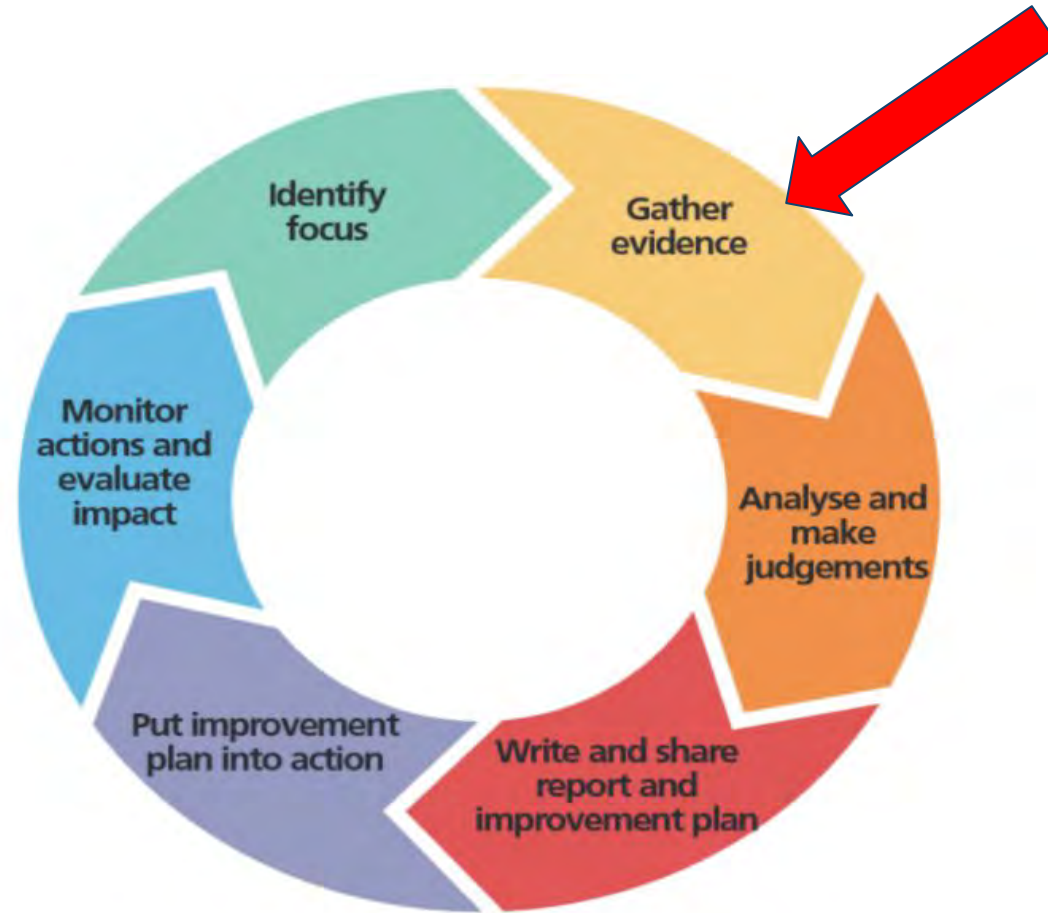 Identify
focus
Gather
evidence
Analyse and
make
judgements
Write and share
report and
improvement plan
Put improvement
plan into action
Monitor
actions and
evaluate
impact